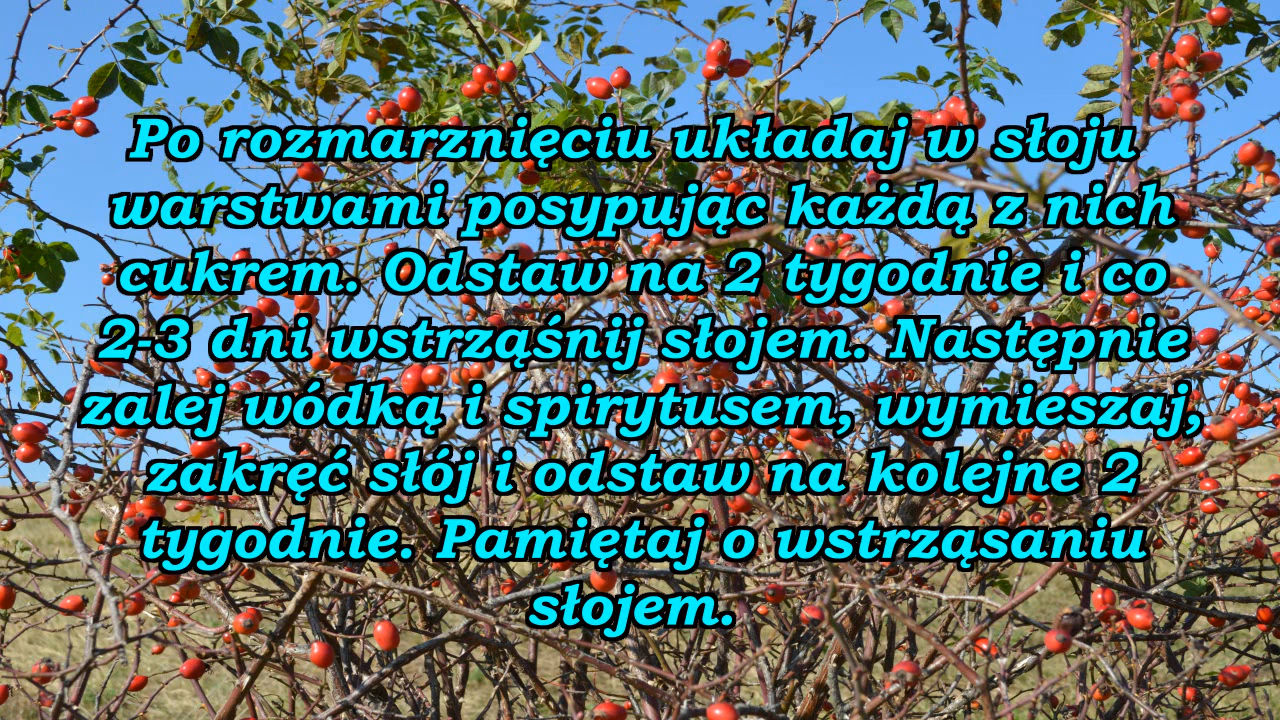 Po rozmarznięciu układaj w słoju
warstwami posypując każdą z nich
cukrem. Odstaw na 2 tygodnie i co
2-3 dni wstrząśnij słojem. Następnie
zalej wódką i spirytusem, wymieszaj,
zakręć słój i odstaw na kolejne 2
tygodnie. Pamiętaj o wstrząsaniu
słojem.